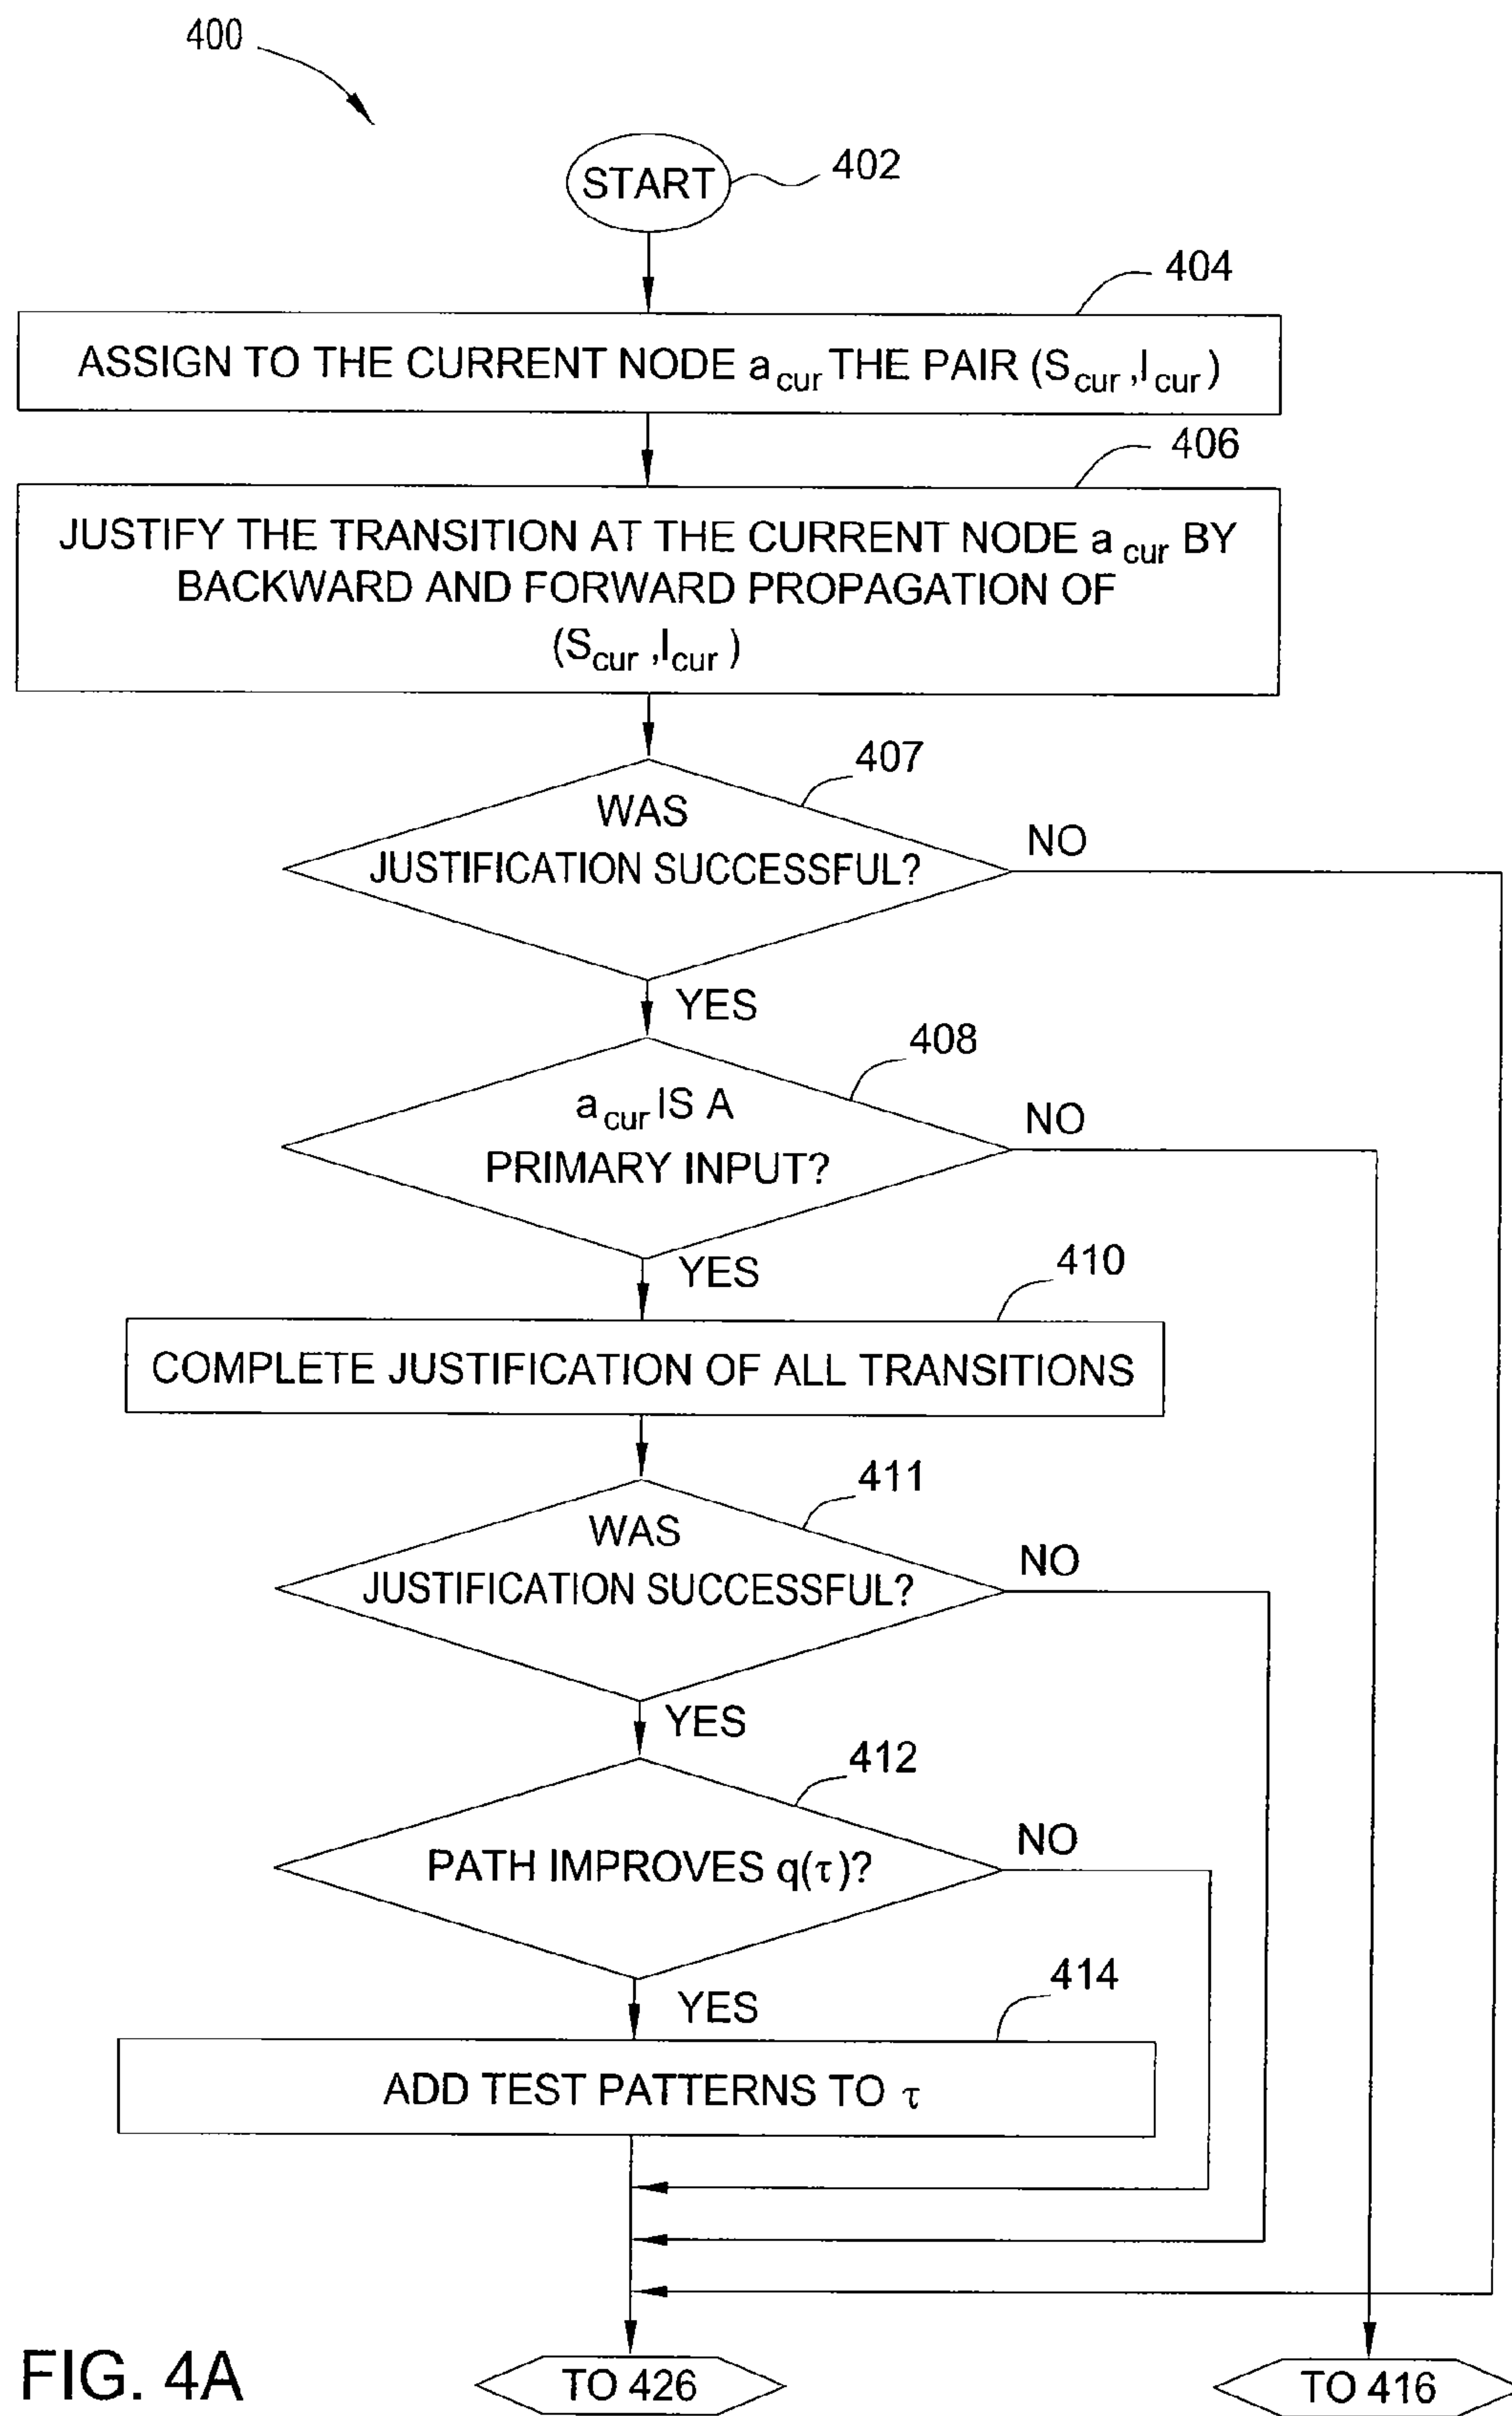 400
START
402
404
ASSIGN TO THE CURRENT NODE a cur THE PAIR (S cur ,I cur )
406
JUSTIFY THE TRANSITION AT THE CURRENT NODE a cur BY
BACKWARD AND FORWARD PROPAGATION OF
(S cur ,I cur )
407
WAS
JUSTIFICATION SUCCESSFUL?
NO
YES
408
a cur IS A
PRIMARY INPUT?
NO
YES
410
COMPLETE JUSTIFICATION OF ALL TRANSITIONS
411
WAS
JUSTIFICATION SUCCESSFUL?
NO
YES
412
PATH IMPROVES q(τ)?
NO
YES
414
ADD TEST PATTERNS TO τ
FIG. 4A
TO 426
TO 416